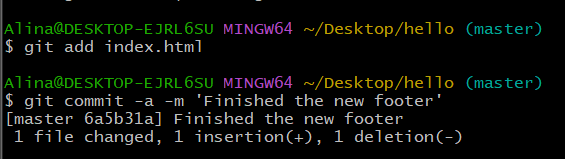 Alina@DESKTOP-EJRL6SU MINGW64 ~/Desktop/hello (master)
$ git add index.html
Alina@DESKTOP-EJRL6SU MINGW64 ~/Desktop/hello (master)
$ git commit -a -m 'Finished the new footer'
[master 6a5b31a] Finished the new footer
 1 file changed, 1 insertion(+), 1 deletion(-)